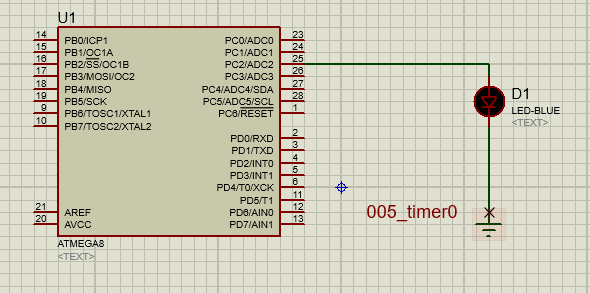 U1
14 PB0/ICP1 PC0/ADC0 23
15 PB1/OC1A PC1/ADC1 24
16 PB2/SS/OC1B PC2/ADC2 25
17 PB3/MOSI/OC2 PC3/ADC3 26
18 PB4/MISO PC4/ADC4/SDA 27
19 PB5/SCK PC5/ADC5/SCL 28
9 PB6/TOSC1/XTAL1 PC6/RESET 1
10 PB7/TOSC2/XTAL2
PD0/RXD 2
PD1/TXD 3
PD2/INT0 4
PD3/INT1 5
PD4/T0/XCK 6
PD5/T1 11
21 AREF PD6/AIN0 12
20 AVCC PD7/AIN1 13
ATMEGA8
<TEXT>
D1
LED-BLUE
<TEXT>
005_timer0